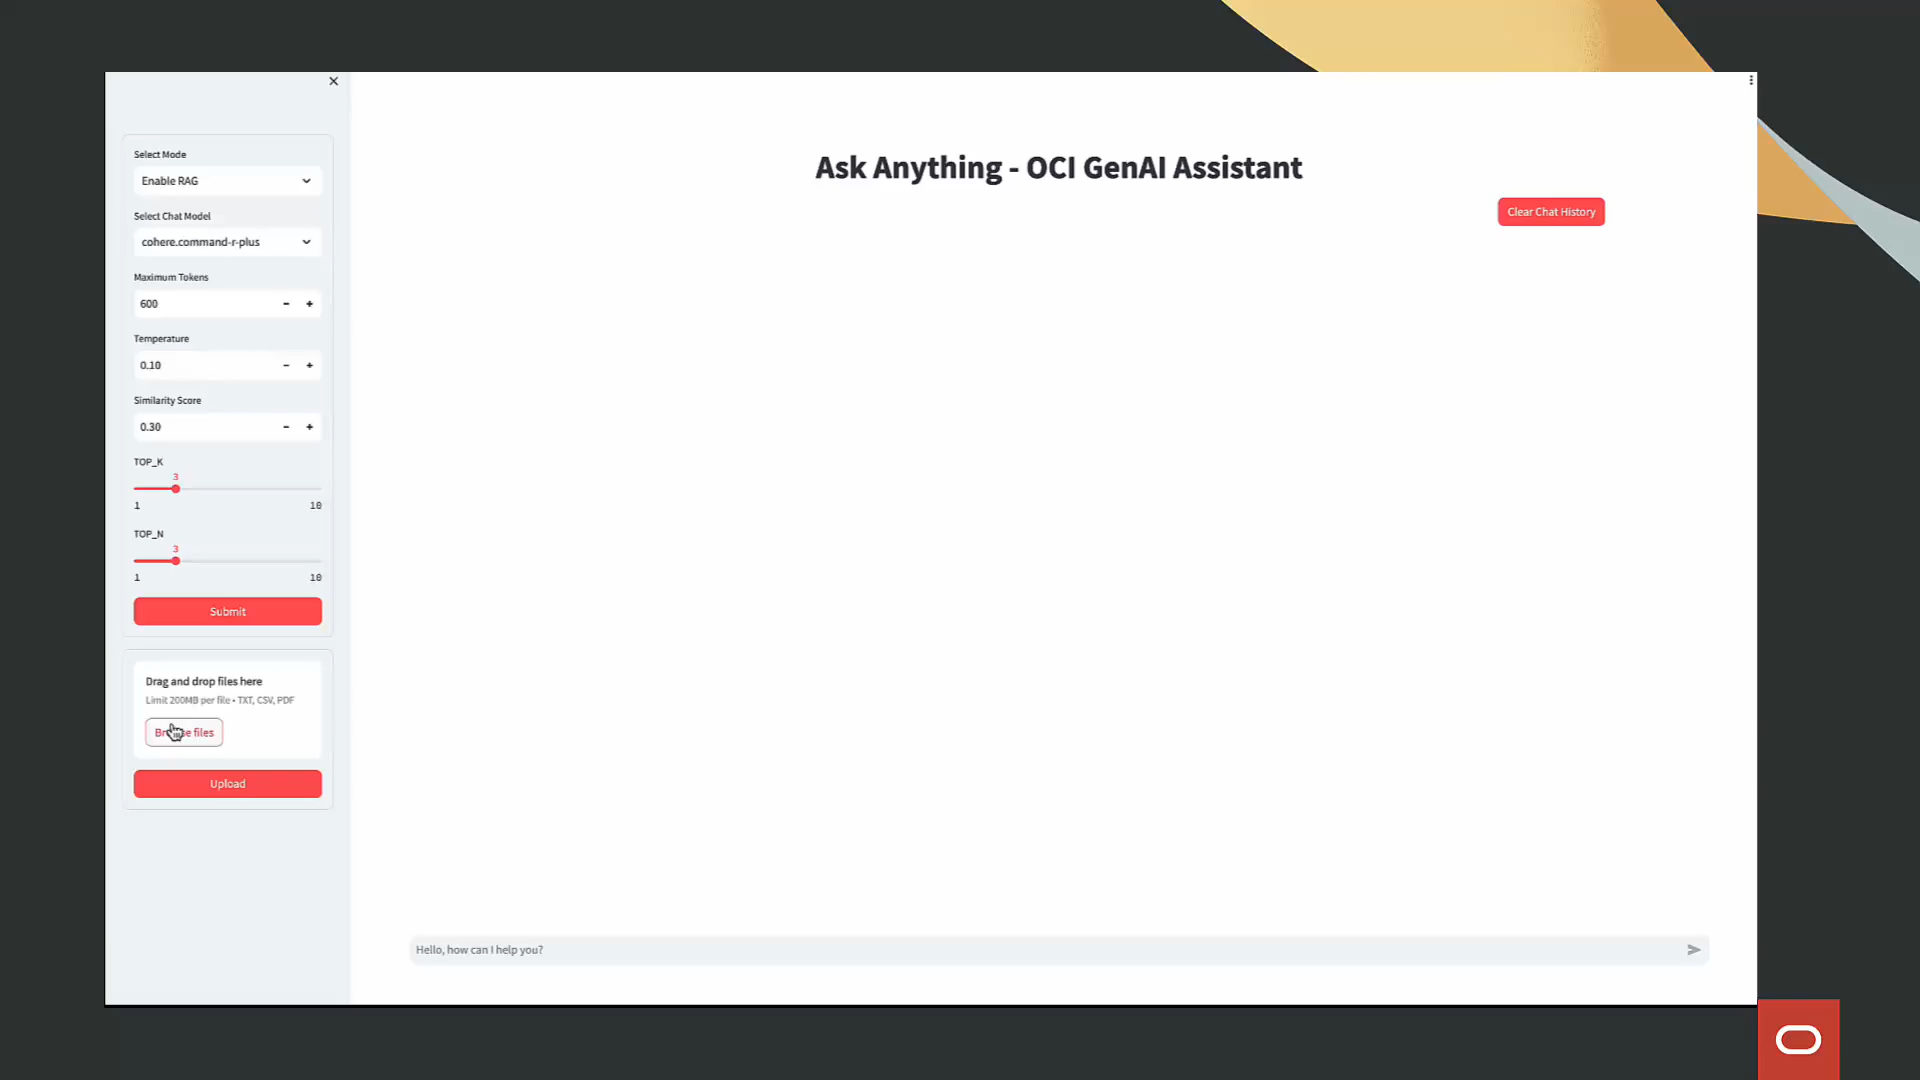 Select Mode
Enable RAG
Select Chat Model
cohere.command-r-plus
Maximum Tokens
600
Temperature
0.10
Similarity Score
0.30
TOP_K
3
1 10
TOP_N
3
1 10
Submit
Drag and drop files here
Limit 200MB per file • TXT, CSV, PDF
Browse files
Upload
Ask Anything - OCI GenAI Assistant
Clear Chat History
Hello, how can I help you?